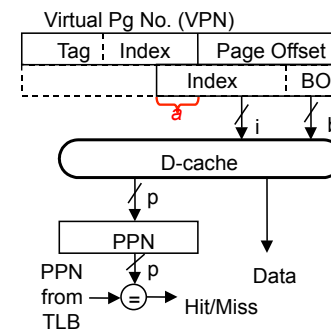 Virtual Pg No. (VPN)
Tag Index Page Offset
Index BO
a
i b
D-cache
p
PPN
p
PPN
from
TLB
=
Hit/Miss
Data